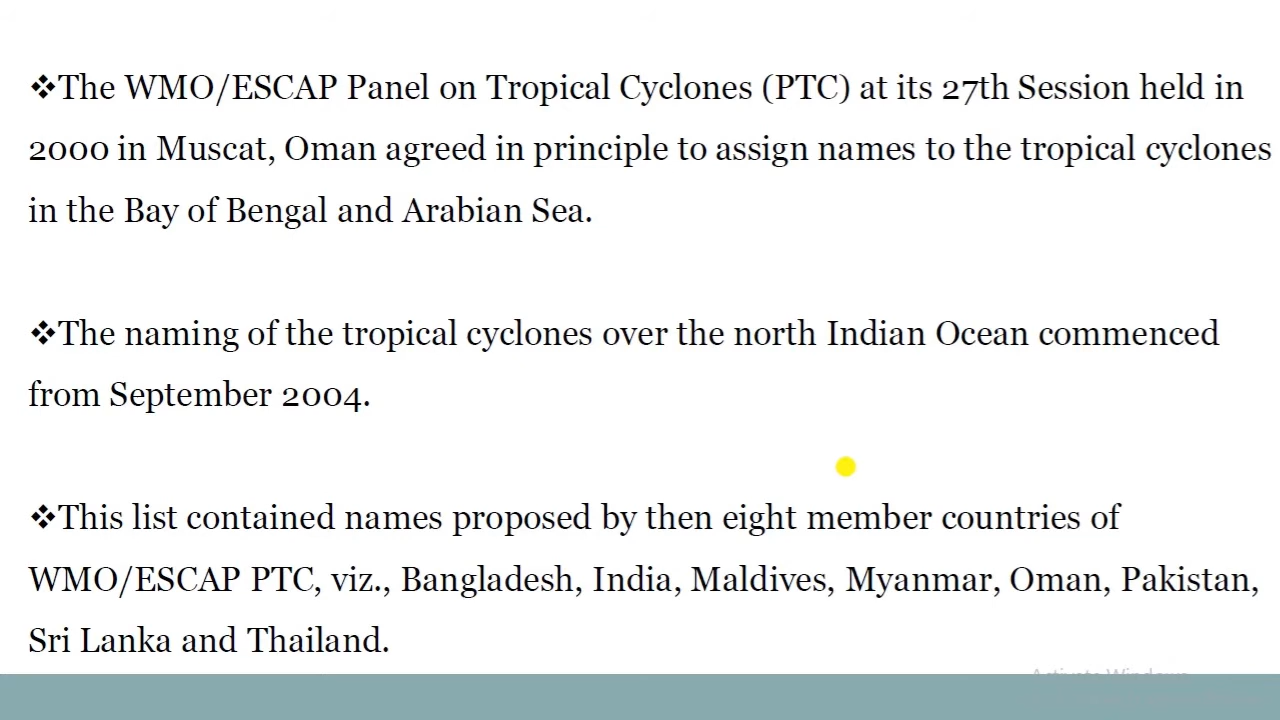 ❖The WMO/ESCAP Panel on Tropical Cyclones (PTC) at its 27th Session held in
2000 in Muscat, Oman agreed in principle to assign names to the tropical cyclones
in the Bay of Bengal and Arabian Sea.
❖The naming of the tropical cyclones over the north Indian Ocean commenced
from September 2004.
❖This list contained names proposed by then eight member countries of
WMO/ESCAP PTC, viz., Bangladesh, India, Maldives, Myanmar, Oman, Pakistan,
Sri Lanka and Thailand.
Activate Windows